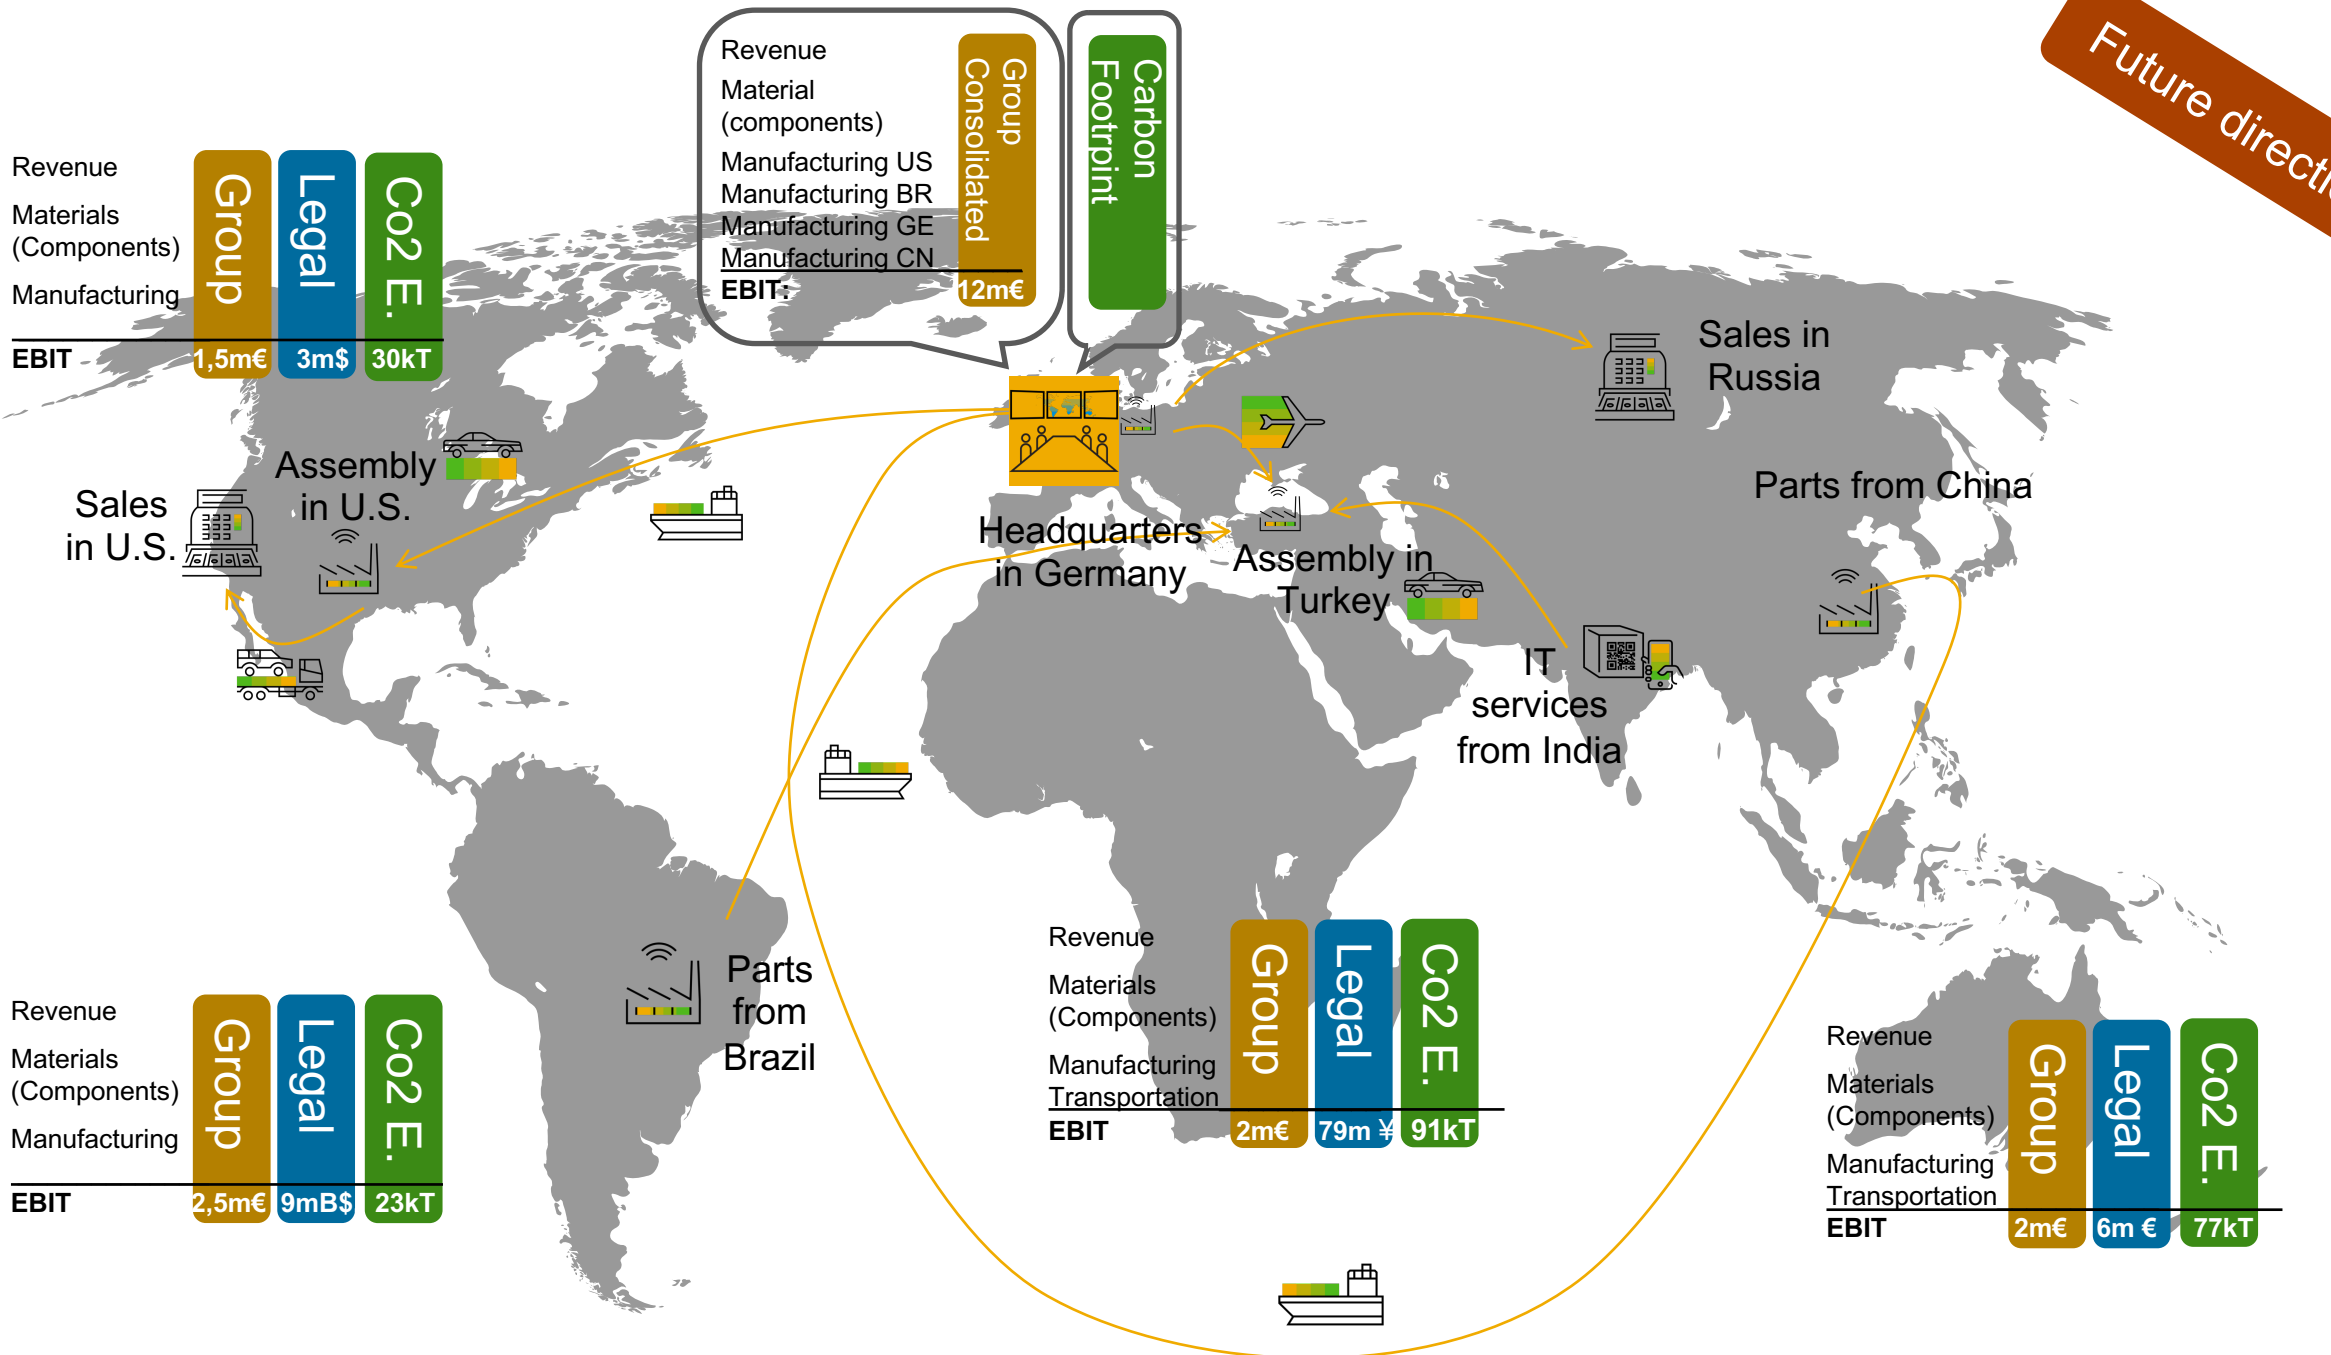 Future directi
Revenue
Material
(components)
Manufacturing US
Manufacturing BR
Manufacturing GE
Manufacturing CN
EBIT:
Group
Consolidated
12m€
Carbon
Footrpint
Revenue
Materials
(Components)
Manufacturing
EBIT
Group
1,5m€
Legal
3m$
Co2 E.
30kT
Sales in
Russia
Assembly
in U.S.
Sales
in U.S.
Parts from China
Headquarters
in Germany
Assembly in
Turkey
IT
services
from India
Parts
from
Brazil
Revenue
Materials
(Components)
Manufacturing
Transportation
EBIT
Group
2m€
Legal
79m ¥
Co2 E.
91kT
Revenue
Materials
(Components)
Manufacturing
EBIT
Group
2,5m€
Legal
9mB$
Co2 E.
23kT
Revenue
Materials
(Components)
Manufacturing
Transportation
EBIT
Group
2m€
Legal
6m €
Co2 E.
77kT